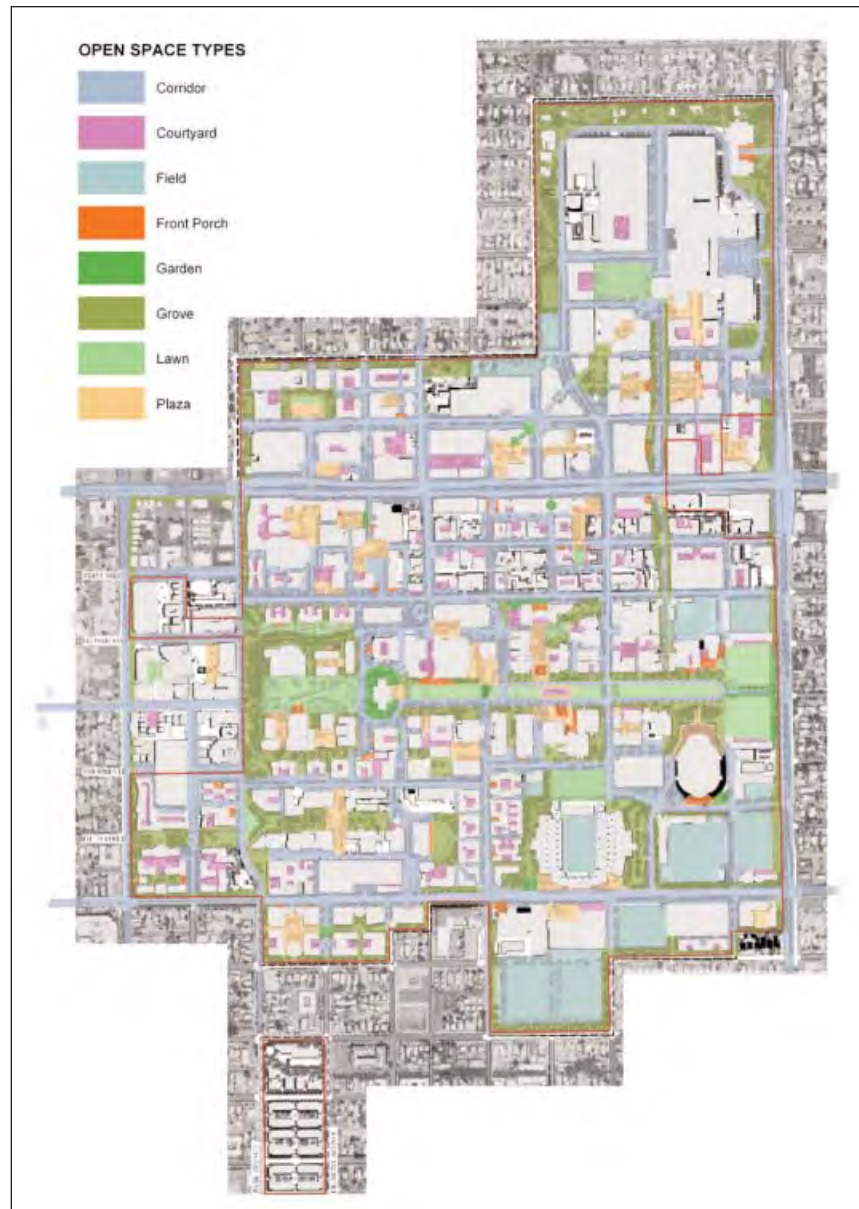 OPEN SPACE TYPES
Corridor
Courtyard
Field
Front Porch
Garden
Grove
Lawn
Plaza